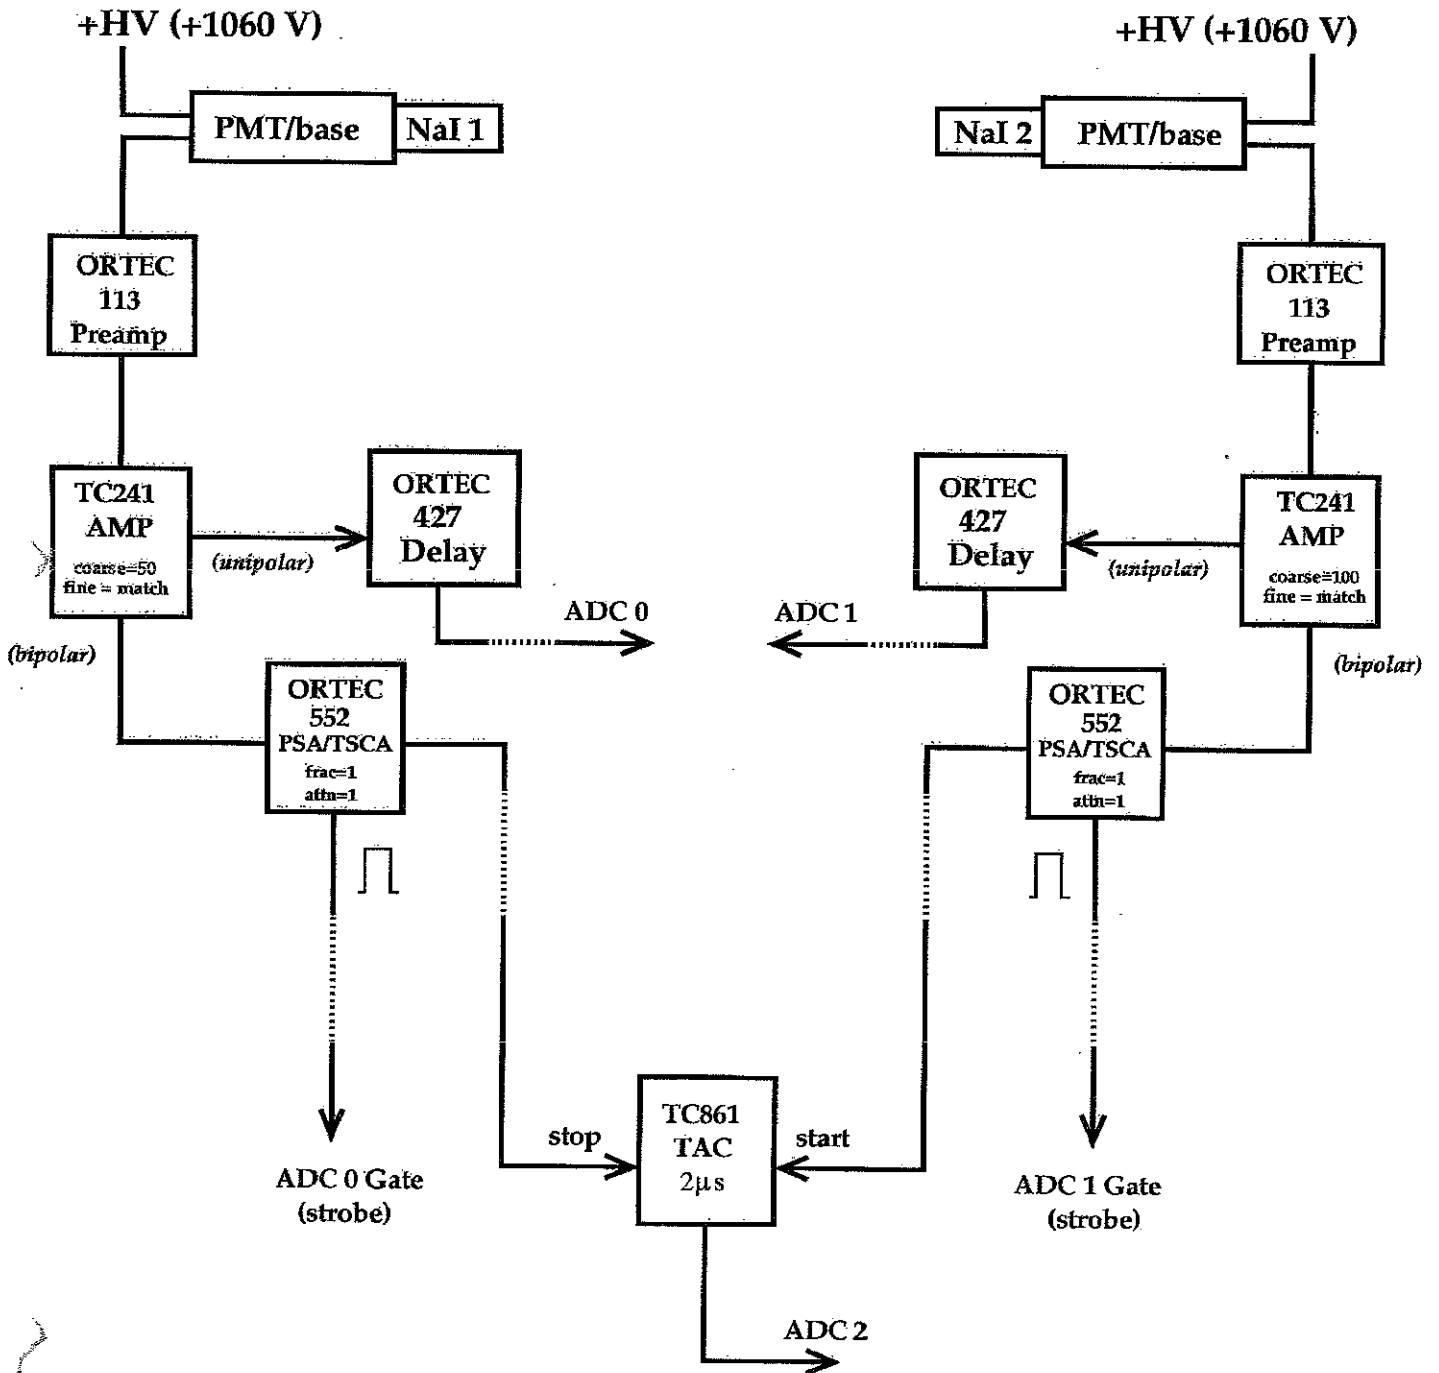 +HV (+1060 V)
+HV (+1060 V)
PMT/base
NaI 1
NaI 2
PMT/base
ORTEC
113
Preamp
ORTEC
113
Preamp
TC241
AMP
coarse=50
fine = match
(unipolar)
ORTEC
427
Delay
ORTEC
427
Delay
(unipolar)
TC241
AMP
coarse=100
fine = match
ADC 0
ADC 1
(bipolar)
(bipolar)
ORTEC
552
PSA/TSCA
frac=1
attn=1
ORTEC
552
PSA/TSCA
frac=1
attn=1
stop
TC861
TAC
2μs
start
ADC 0 Gate
(strobe)
ADC 1 Gate
(strobe)
ADC 2